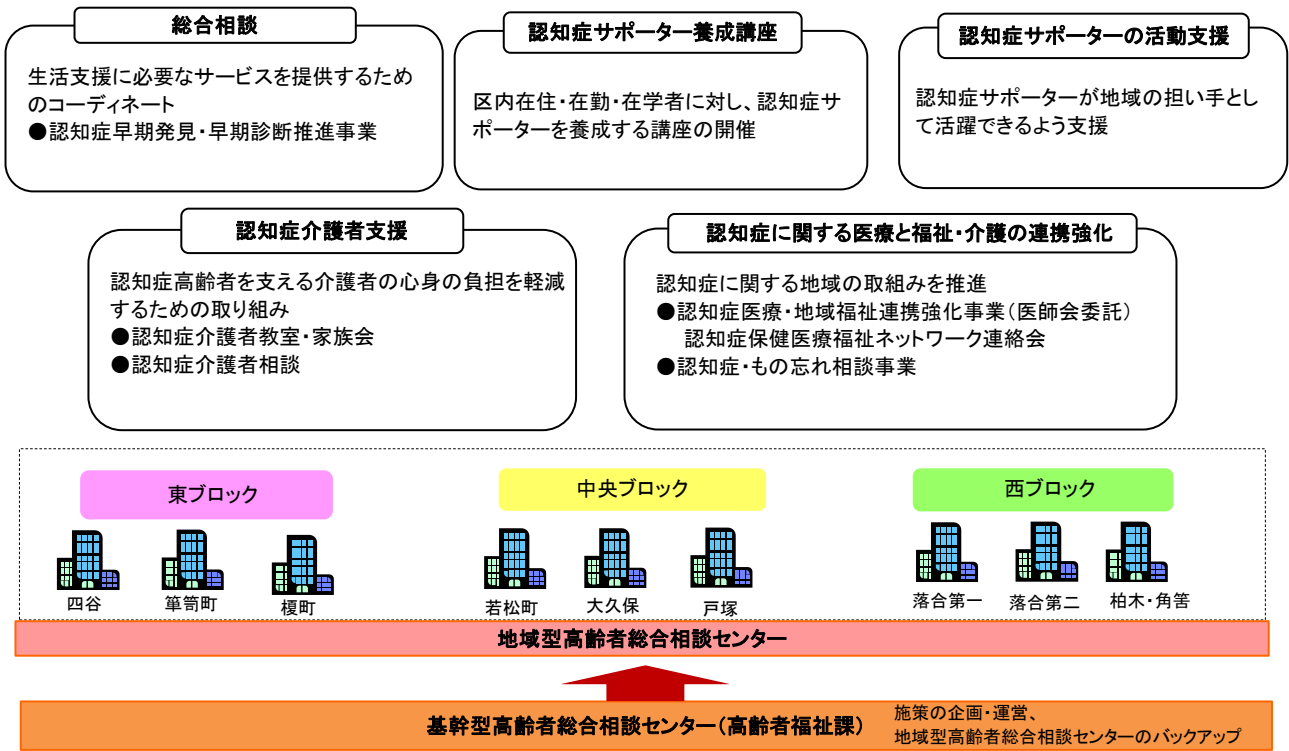 総合相談
生活支援に必要なサービスを提供するため
のコーディネート
●認知症早期発見・早期診断推進事業
認知症サポーター養成講座
区内在住・在勤・在学者に対し、認知症サ
ポーターを養成する講座の開催
認知症サポーターの活動支援
認知症サポーターが地域の担い手とし
て活躍できるよう支援
認知症介護者支援
認知症高齢者を支える介護者の心身の負担を軽減
するための取り組み
●認知症介護者教室・家族会
●認知症介護者相談
認知症に関する医療と福祉・介護の連携強化
認知症に関する地域の取組みを推進
●認知症医療・地域福祉連携強化事業(医師会委託)
認知症保健医療福祉ネットワーク連絡会
●認知症・もの忘れ相談事業
東ブロック
四谷
箪笥町
榎町
中央ブロック
若松町
大久保
戸塚
西ブロック
落合第一
落合第二
柏木・角筈
地域型高齢者総合相談センター
基幹型高齢者総合相談センター(高齢者福祉課)
施策の企画・運営、
地域型高齢者総合相談センターのバックアップ